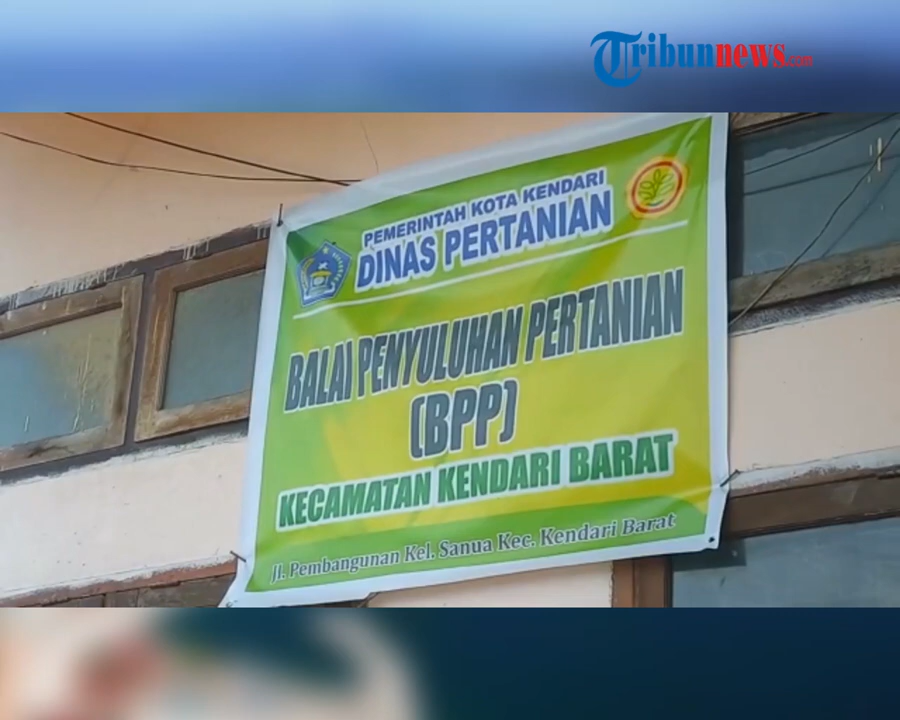 Tribunnews.com
PEMERINTAH KOTA KENDARI
DINAS PERTANIAN
BALAI PENYULUHAN PERTANIAN
(BPP)
KECAMATAN KENDARI BARAT
Jl. Pembangunan Kel. Sanua Kec. Kendari Barat